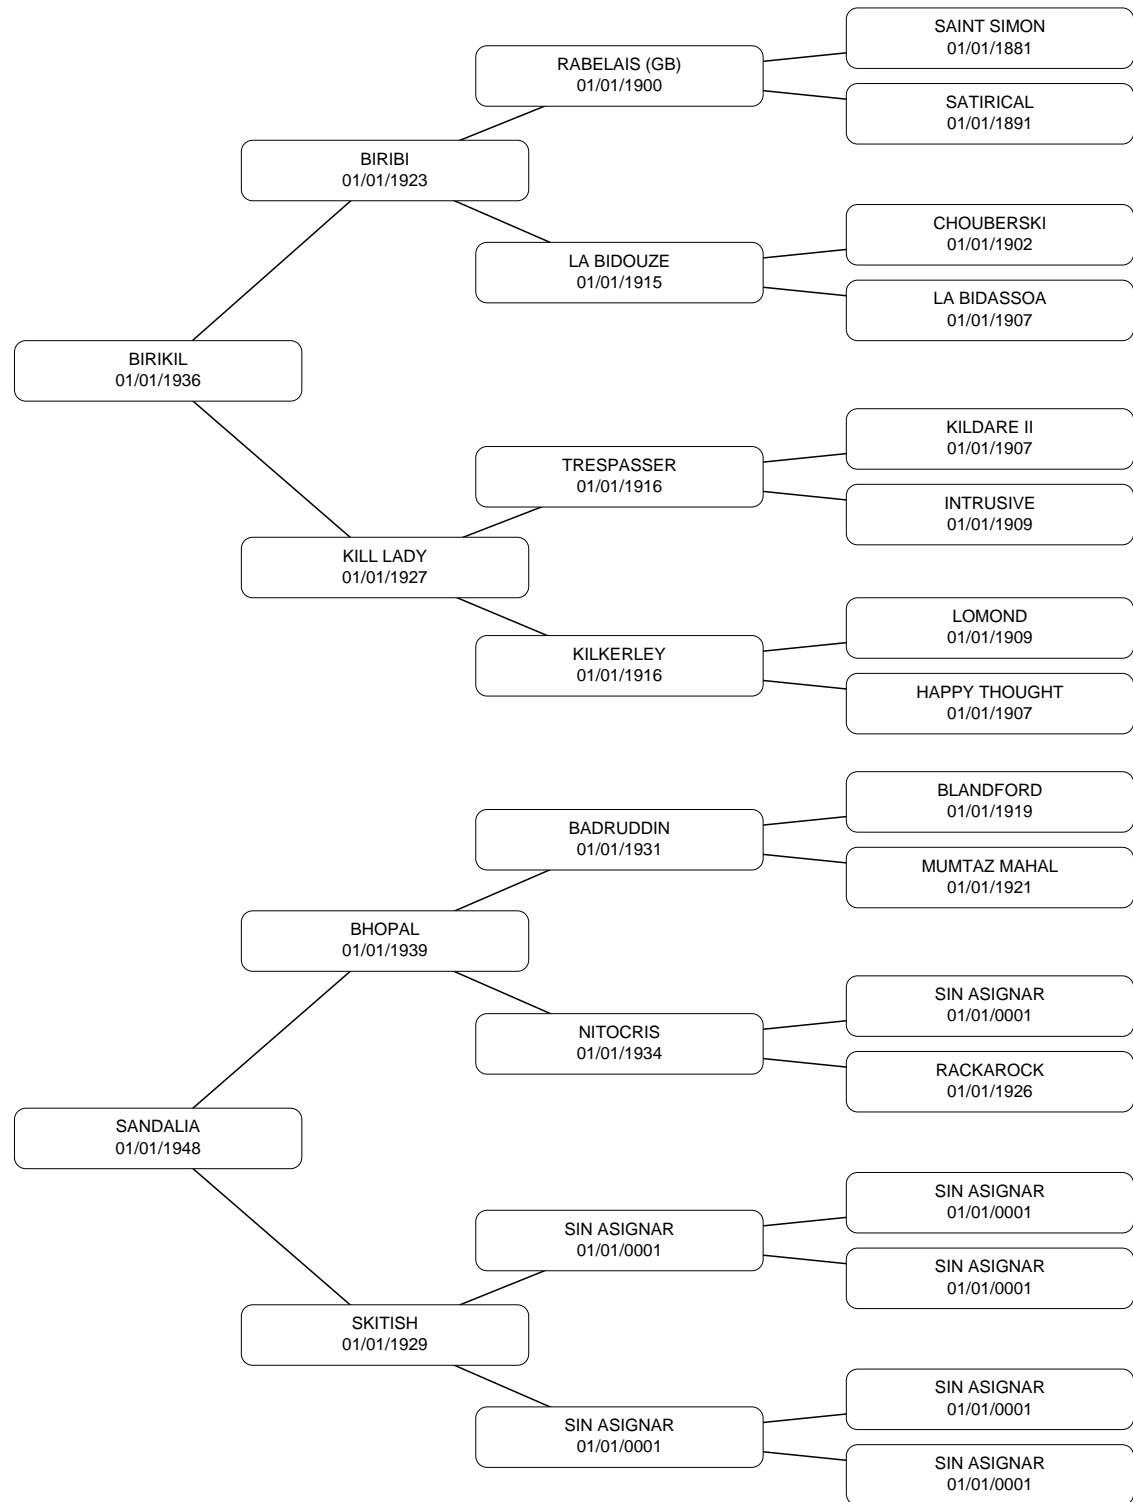 SAINT SIMON
01/01/1881
RABELAIS (GB)
01/01/1900
SATIRICAL
01/01/1891
BIRIBI
01/01/1923
CHOUBERSKI
01/01/1902
LA BIDOUZE
01/01/1915
LA BIDASSOA
01/01/1907
BIRIKIL
01/01/1936
KILDARE II
01/01/1907
TRESPASSER
01/01/1916
INTRUSIVE
01/01/1909
KILL LADY
01/01/1927
LOMOND
01/01/1909
KILKERLEY
01/01/1916
HAPPY THOUGHT
01/01/1907
BLANDFORD
01/01/1919
BADRUDDIN
01/01/1931
MUMTAZ MAHAL
01/01/1921
BHOPAL
01/01/1939
SIN ASIGNAR
01/01/0001
NITOCRIS
01/01/1934
RACKAROCK
01/01/1926
SANDALIA
01/01/1948
SIN ASIGNAR
01/01/0001
SIN ASIGNAR
01/01/0001
SIN ASIGNAR
01/01/0001
SKITISH
01/01/1929
SIN ASIGNAR
01/01/0001
SIN ASIGNAR
01/01/0001
SIN ASIGNAR
01/01/0001